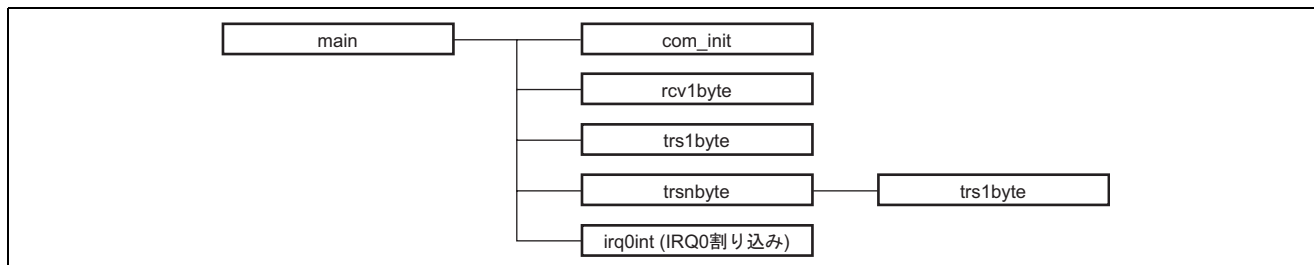 main
com_init
rcv1byte
trs1byte
trsnbyte
trs1byte
irq0int (IRQ0割り込み)